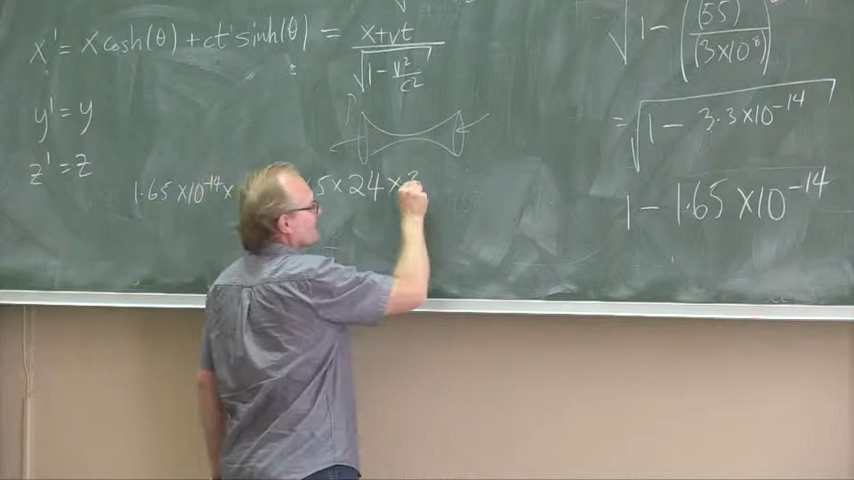 x' = x cosh(θ) + ct' sinh(θ) = x+vt / √1 − v²/c²
y' = y
z' = z
1.65 ×10⁻¹⁴ × 5 × 24 × 3
√1 − (55) / (3×10⁸)
= √1 − 3.3×10⁻¹⁴
1 − 1.65 ×10⁻¹⁴